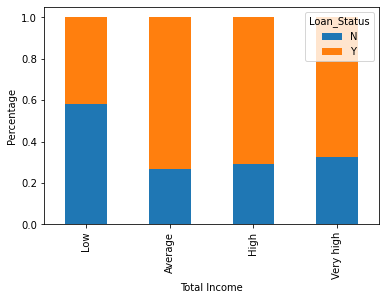 Loan_Status
N
Y
1.0
0.8
0.6
0.4
0.2
0.0
Percentage
Low
Average
High
Very high
Total Income